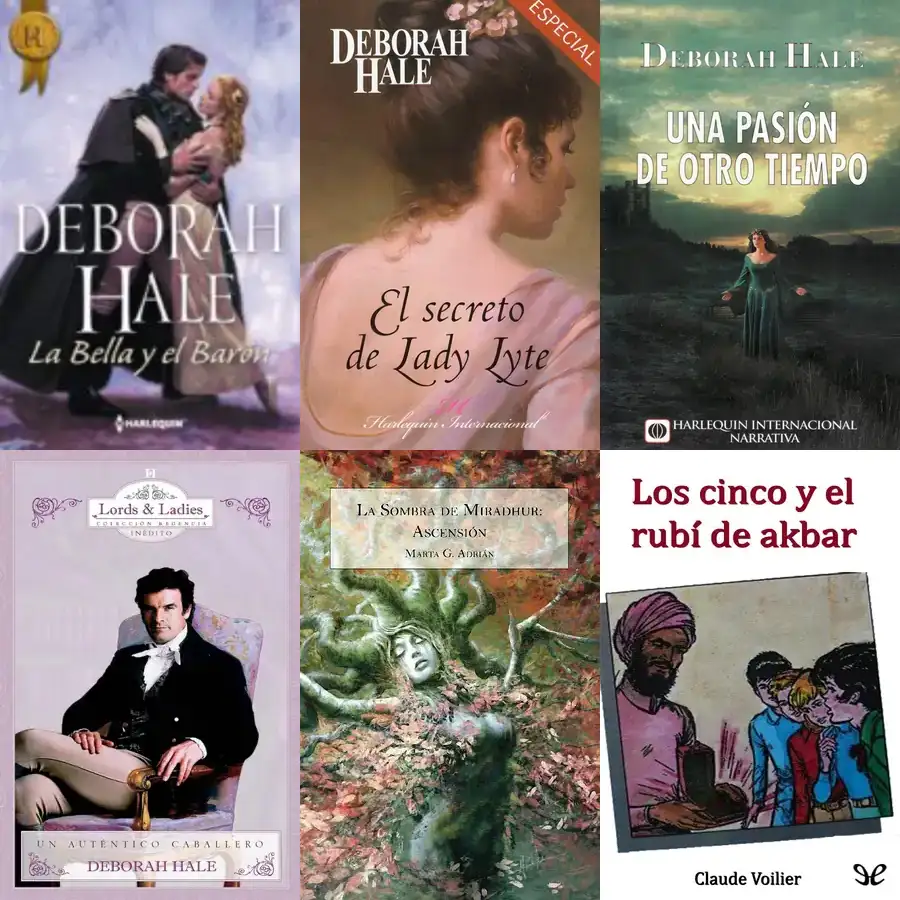 H
DEBORAH
HALE
La Bella y el Barón
HARLEQUIN
ESPECIAL
DEBORAH
HALE
El secreto
de Lady Lyte
Harlequin Internacional
DEBORAH HALE
UNA PASIÓN
DE OTRO TIEMPO
HARLEQUIN INTERNACIONAL
NARRATIVA
Lords & Ladies
COLECCIÓN REGENCIA
INÉDITO
UN AUTÉNTICO CABALLERO
DEBORAH HALE
LA SOMBRA DE MIRADHUR:
ASCENSIÓN
MARTA G. ADRIÁN
Los cinco y el
rubí de akbar
Claude Voilier